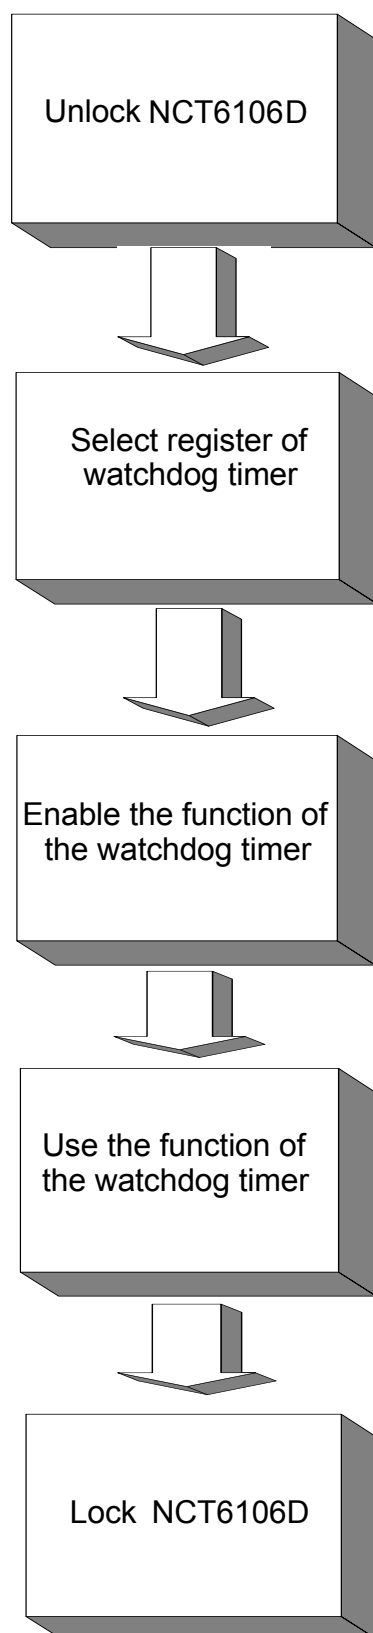 Unlock NCT6106D
Select register of
watchdog timer
Enable the function of
the watchdog timer
Use the function of
the watchdog timer
Lock NCT6106D